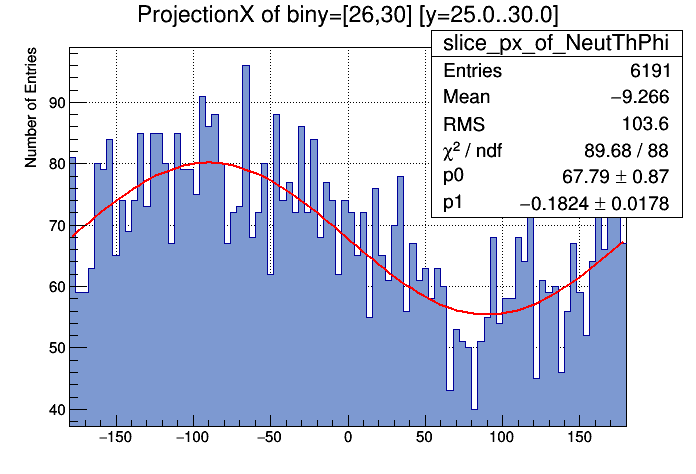 ProjectionX of biny=[26,30] [y=25.0..30.0]
slice_px_of_NeutThPhi
Entries 6191
Mean −9.266
RMS 103.6
χ² / ndf 89.68 / 88
p0 67.79 ± 0.87
p1 −0.1824 ± 0.0178
Number of Entries
90
80
70
60
50
40
−150 −100 −50 0 50 100 150